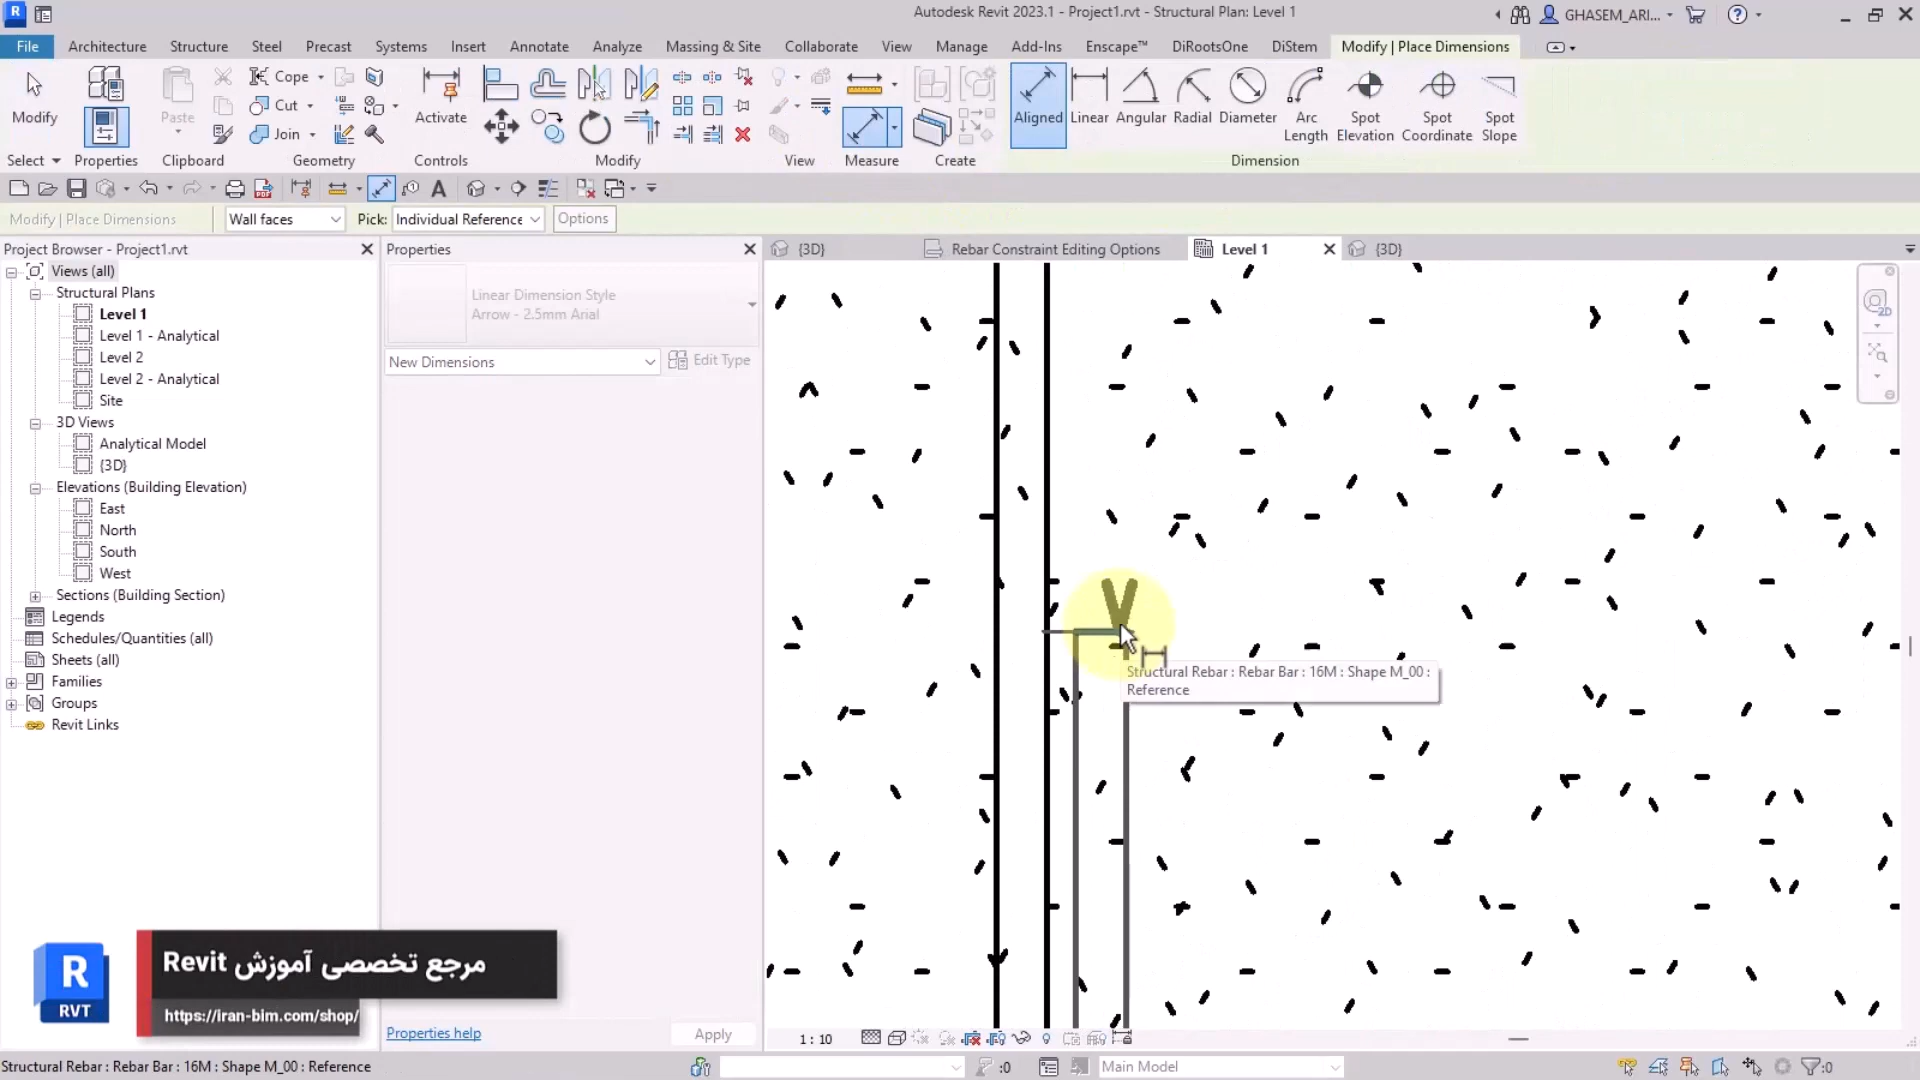 Autodesk Revit 2023.1 - Project1.rvt - Structural Plan: Level 1
GHASEM_ARI...
File Architecture Structure Steel Precast Systems Insert Annotate Analyze Massing & Site Collaborate View Manage Add-Ins Enscape™ DiRootsOne DiStem Modify | Place Dimensions
Modify
Paste
Cope
Cut
Join
Activate
Aligned Linear Angular Radial Diameter Arc Length Spot Elevation Spot Coordinate Spot Slope
Select Properties Clipboard Geometry Controls Modify View Measure Create Dimension
Modify | Place Dimensions Wall faces Pick: Individual Reference Options
Project Browser - Project1.rvt
Views (all)
Structural Plans
Level 1
Level 1 - Analytical
Level 2
Level 2 - Analytical
Site
3D Views
Analytical Model
{3D}
Elevations (Building Elevation)
East
North
South
West
Sections (Building Section)
Legends
Schedules/Quantities (all)
Sheets (all)
Families
Groups
Revit Links
Properties
Linear Dimension Style
Arrow - 2.5mm Arial
New Dimensions
Edit Type
Properties help
Apply
{3D} Rebar Constraint Editing Options Level 1 {3D}
2D
Structural Rebar : Rebar Bar : 16M : Shape M_00 :
Reference
R
RVT
مرجع تخصصی آموزش Revit
https://iran-bim.com/shop/
1 : 10
Structural Rebar : Rebar Bar : 16M : Shape M_00 : Reference
:0
Main Model
:0